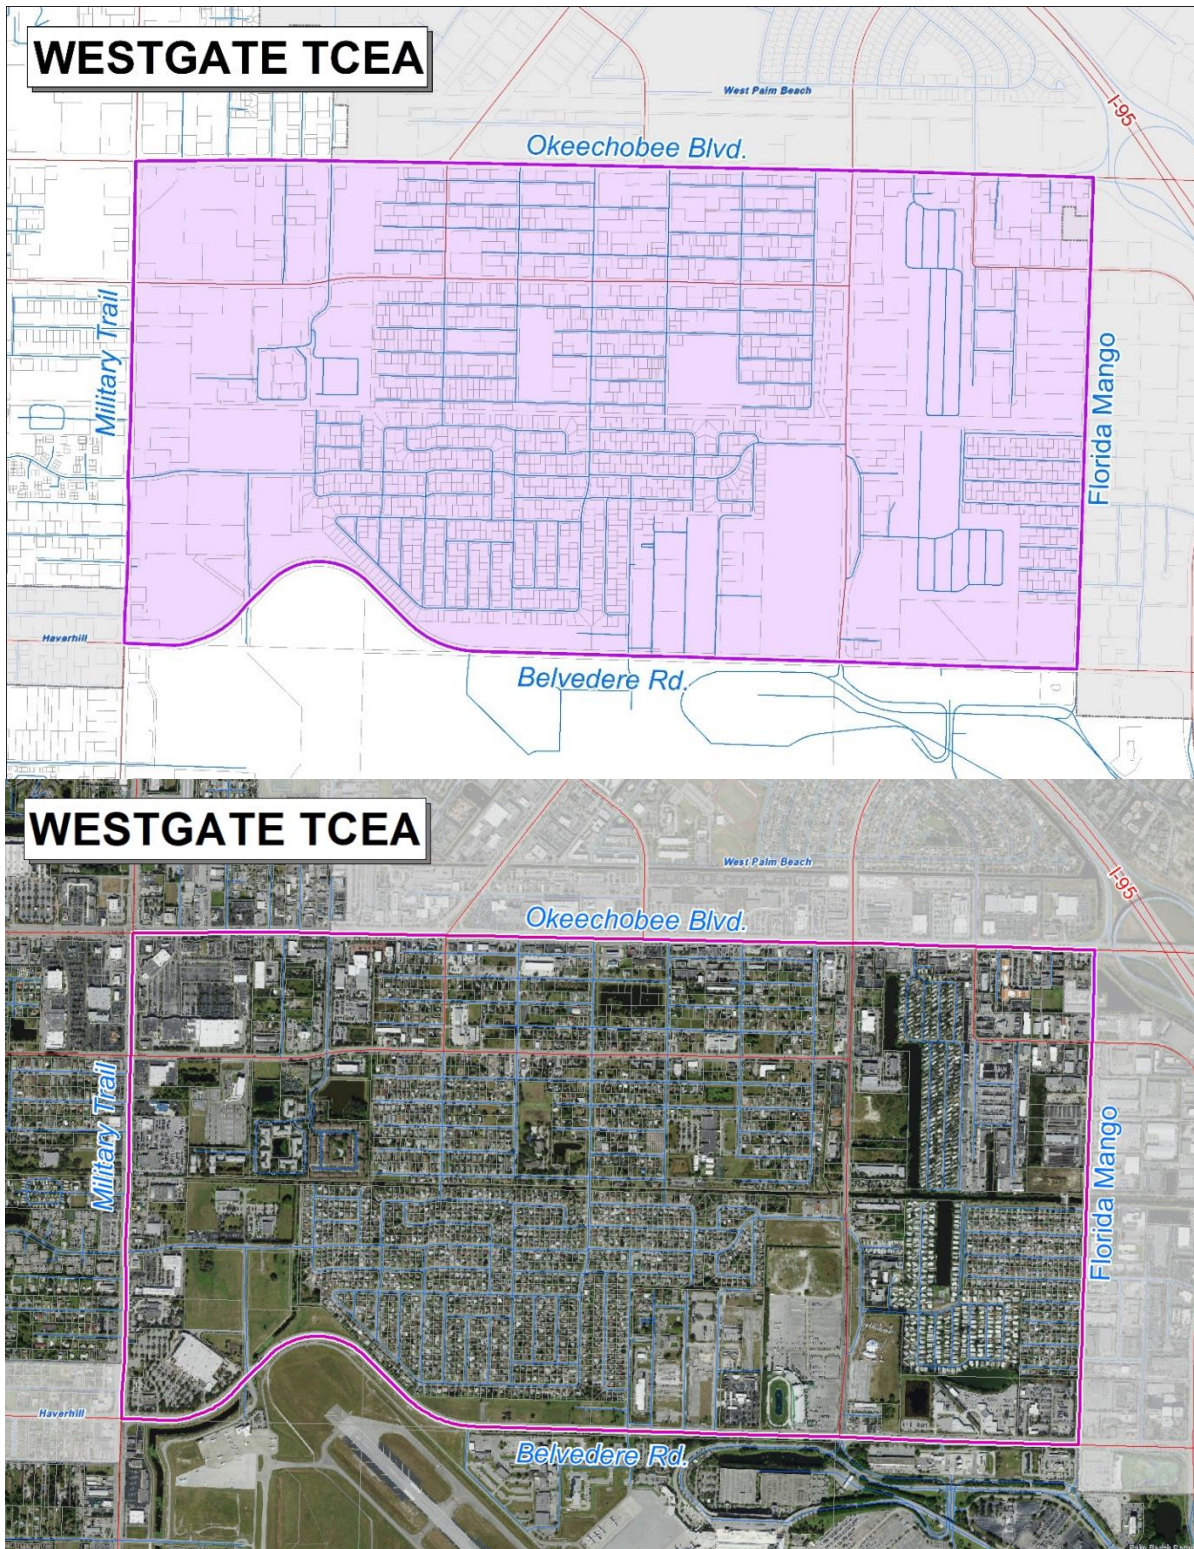 WESTGATE TCEA
West Palm Beach
I-95
Okeechobee Blvd.
Military Trail
Florida Mango
Haverhill
Belvedere Rd.
WESTGATE TCEA
West Palm Beach
I-95
Okeechobee Blvd.
Military Trail
Florida Mango
Haverhill
Belvedere Rd.